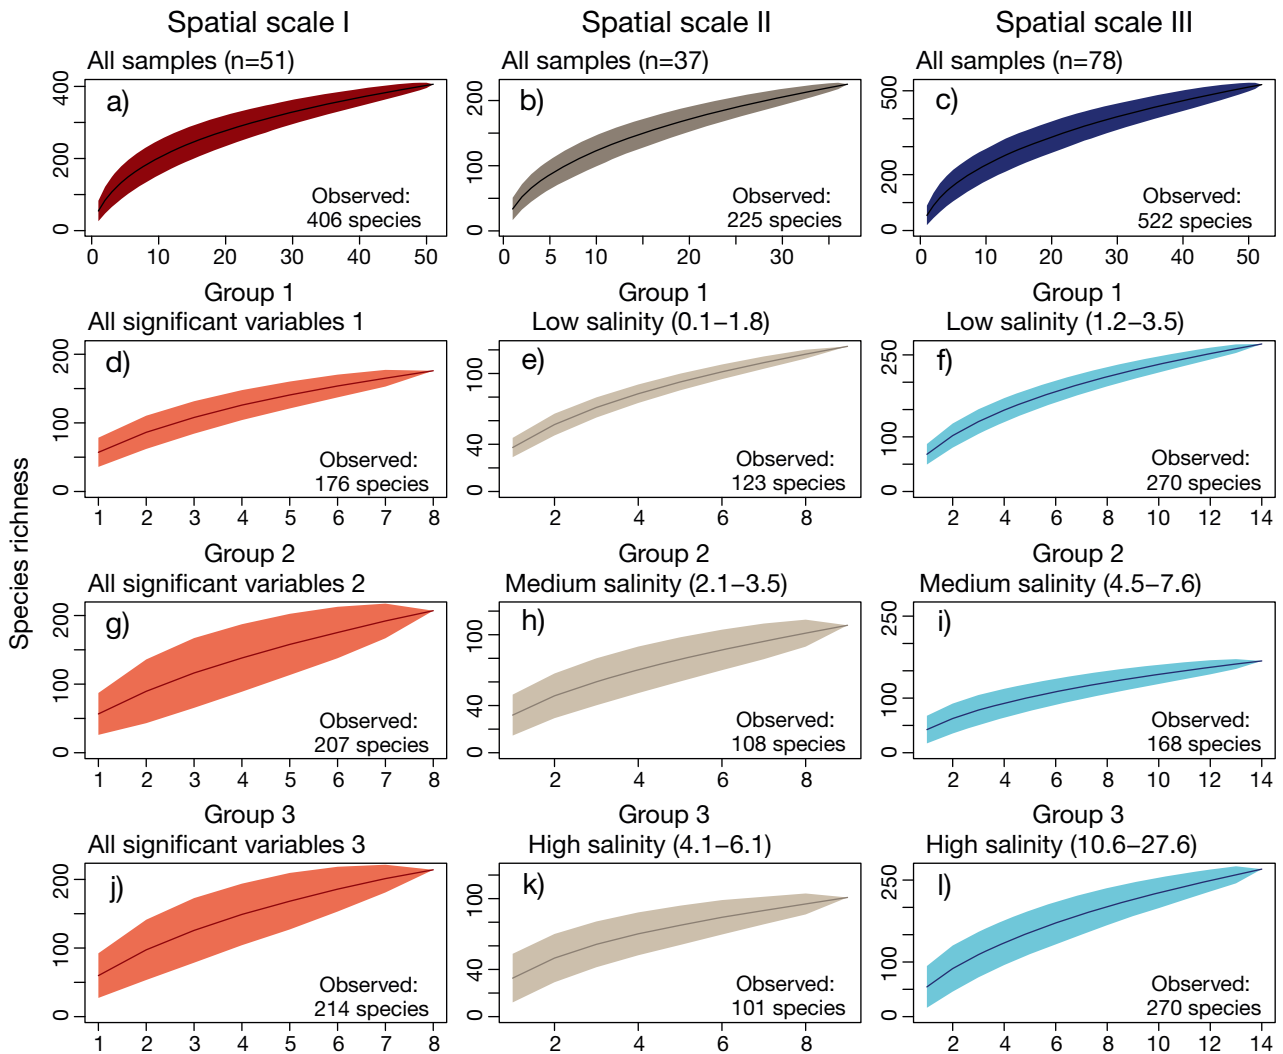 Spatial scale I
Spatial scale II
Spatial scale III
All samples (n=51)
All samples (n=37)
All samples (n=78)
a)
400
200
0
Observed:
406 species
0 10 20 30 40 50
b)
200
100
0
Observed:
225 species
0 5 10 20 30
c)
500
200
0
Observed:
522 species
0 10 20 30 40 50
Group 1
All significant variables 1
Group 1
Low salinity (0.1–1.8)
Group 1
Low salinity (1.2–3.5)
d)
200
100
0
Observed:
176 species
1 2 3 4 5 6 7 8
e)
100
40
0
Observed:
123 species
2 4 6 8
f)
250
100
0
Observed:
270 species
2 4 6 8 10 12 14
Species richness
Group 2
All significant variables 2
Group 2
Medium salinity (2.1–3.5)
Group 2
Medium salinity (4.5–7.6)
g)
200
100
0
Observed:
207 species
1 2 3 4 5 6 7 8
h)
100
40
0
Observed:
108 species
2 4 6 8
i)
250
100
0
Observed:
168 species
2 4 6 8 10 12 14
Group 3
All significant variables 3
Group 3
High salinity (4.1–6.1)
Group 3
High salinity (10.6–27.6)
j)
200
100
0
Observed:
214 species
1 2 3 4 5 6 7 8
k)
100
40
0
Observed:
101 species
2 4 6 8
l)
250
100
0
Observed:
270 species
2 4 6 8 10 12 14